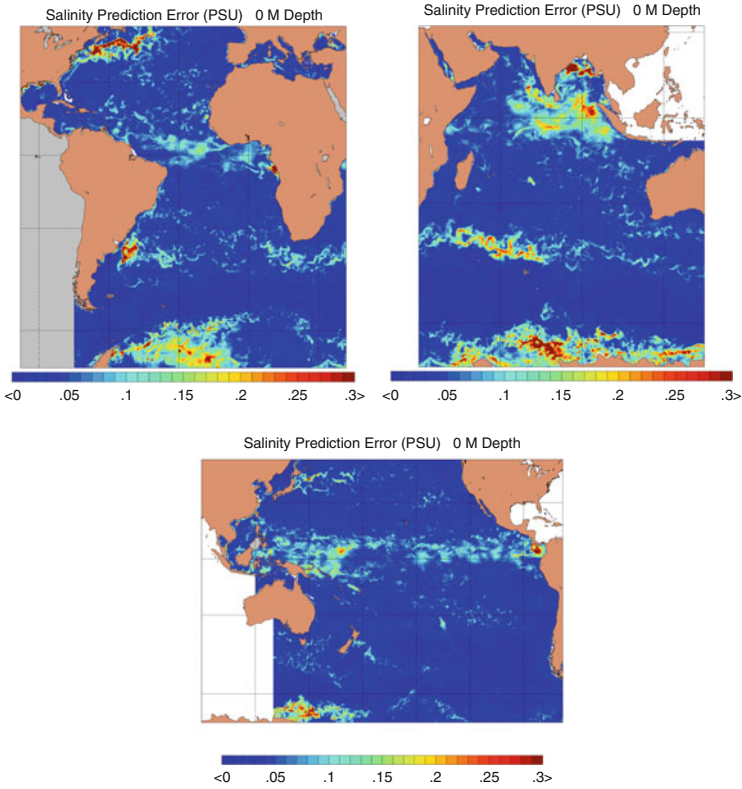 Salinity Prediction Error (PSU) 0 M Depth
<0 .05 .1 .15 .2 .25 .3>
Salinity Prediction Error (PSU) 0 M Depth
<0 .05 .1 .15 .2 .25 .3>
Salinity Prediction Error (PSU) 0 M Depth
<0 .05 .1 .15 .2 .25 .3>